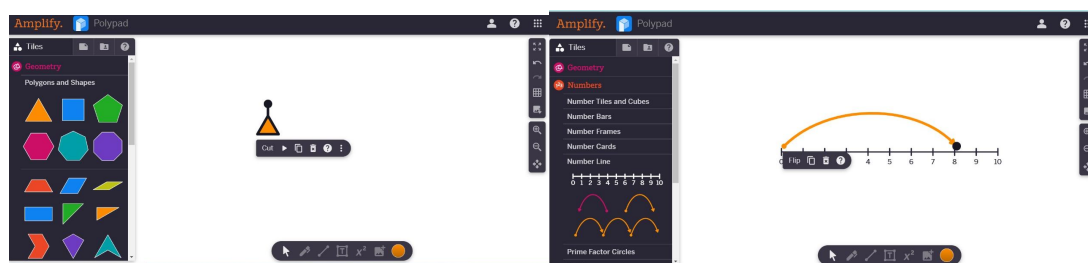 Amplify. Polypad
Tiles
Geometry
Polygons and Shapes
Cut
T x²
Amplify. Polypad
Tiles
Geometry
Numbers
Number Tiles and Cubes
Number Bars
Number Frames
Number Cards
Number Line
0 1 2 3 4 5 6 7 8 9 10
Prime Factor Circles
Flip
4 5 6 7 8 9 10
T x²